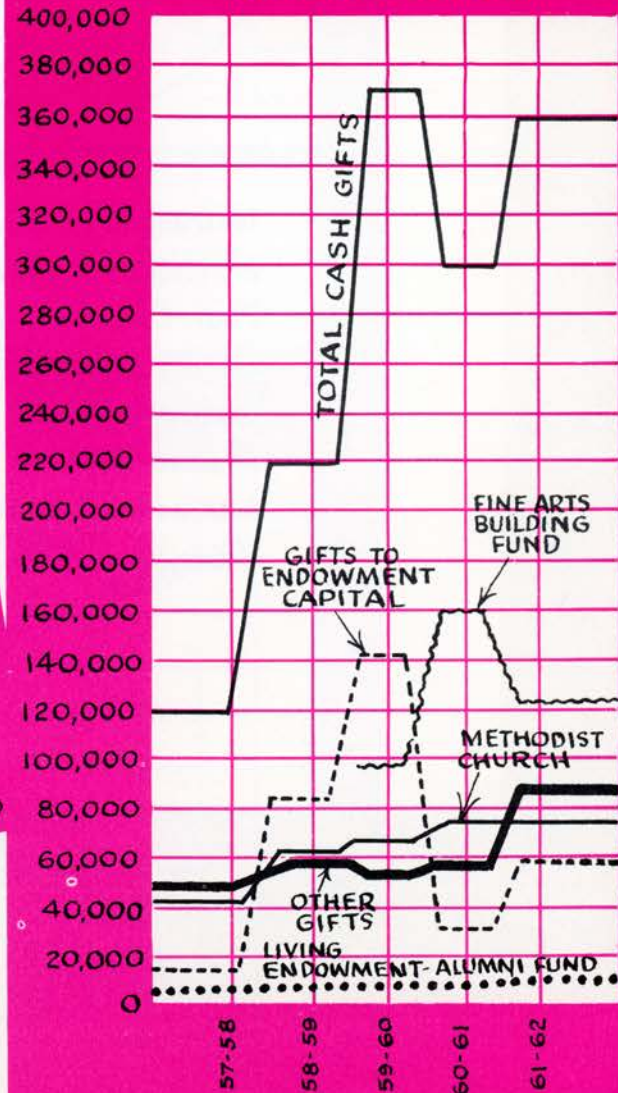 400,000
380,000
360,000
340,000
320,000
300,000
280,000
260,000
240,000
220,000
200,000
180,000
160,000
140,000
120,000
100,000
80,000
60,000
40,000
20,000
0
TOTAL CASH GIFTS
FINE ARTS
BUILDING
FUND
GIFTS TO
ENDOWMENT
CAPITAL
METHODIST
CHURCH
OTHER
GIFTS
LIVING
ENDOWMENT-ALUMNI FUND
57-58
58-59
59-60
60-61
61-62